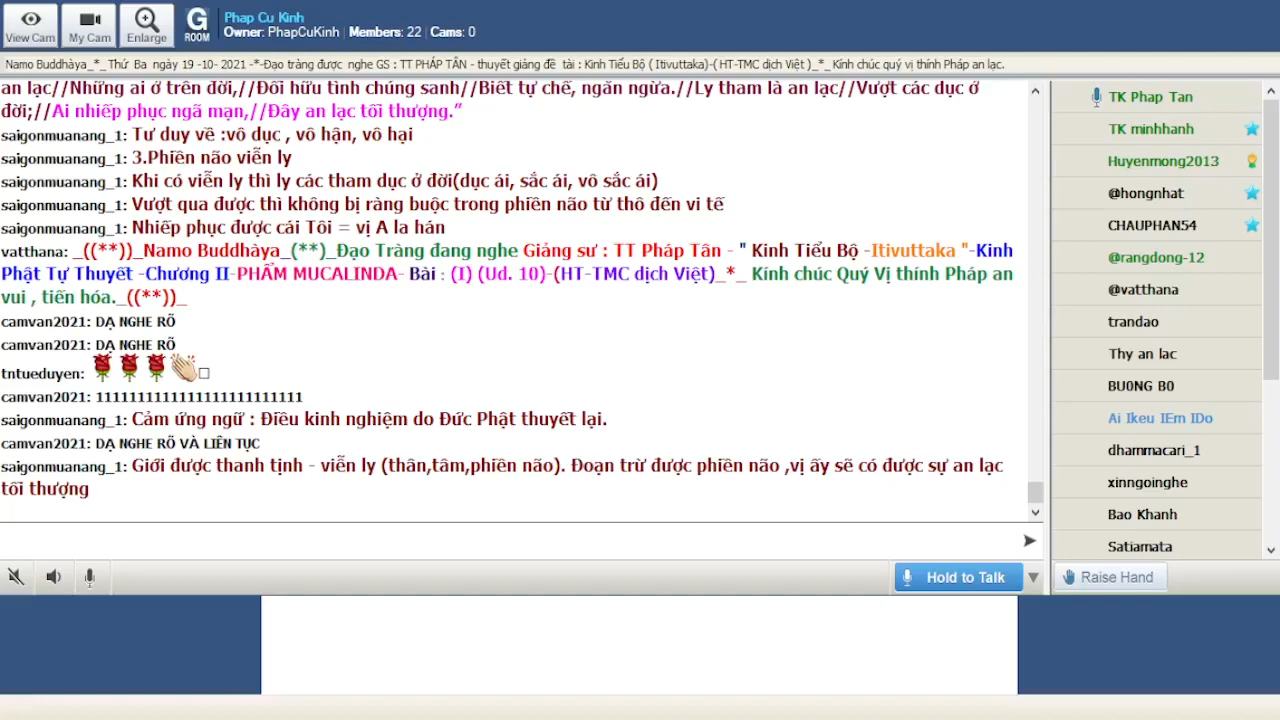 View Cam
My Cam
Enlarge
G
ROOM
Phap Cu Kinh
Owner: PhapCuKinh | Members: 22 | Cams: 0
Namo Buddhàya_*_Thứ Ba ngày 19 -10- 2021 -*-Đạo tràng được nghe GS : TT PHÁP TÂN - thuyết giảng đề tài : Kinh Tiểu Bộ ( Itivuttaka)-( HT-TMC dịch Việt )_*_ Kính chúc quý vị thính Pháp an lạc.
an lạc//Những ai ở trên đời,//Đối hữu tình chúng sanh//Biết tự chế, ngăn ngừa.//Ly tham là an lạc//Vượt các dục ở
đời;//Ai nhiếp phục ngã mạn,//Đây an lạc tối thượng.”
saigonmuanang_1: Tư duy về :vô dục , vô hận, vô hại
saigonmuanang_1: 3.Phiền não viễn ly
saigonmuanang_1: Khi có viễn ly thì ly các tham dục ở đời(dục ái, sắc ái, vô sắc ái)
saigonmuanang_1: Vượt qua được thì không bị ràng buộc trong phiền não từ thô đến vi tế
saigonmuanang_1: Nhiếp phục được cái Tôi = vị A la hán
vatthana: _((**))_Namo Buddhàya_(**)_Đạo Tràng đang nghe Giảng sư : TT Pháp Tân - " Kinh Tiểu Bộ -Itivuttaka "-Kinh
Phật Tự Thuyết -Chương II-PHẨM MUCALINDA- Bài : (I) (Ud. 10)-(HT-TMC dịch Việt)_*_ Kính chúc Quý Vị thính Pháp an
vui , tiến hóa._((**))_
camvan2021: DẠ NGHE RÕ
camvan2021: DẠ NGHE RÕ
tntueduyen:
camvan2021: 1111111111111111111111111
saigonmuanang_1: Cảm ứng ngữ : Điều kinh nghiệm do Đức Phật thuyết lại.
camvan2021: DẠ NGHE RÕ VÀ LIÊN TỤC
saigonmuanang_1: Giới được thanh tịnh - viễn ly (thân,tâm,phiền não). Đoạn trừ được phiền não ,vị ấy sẽ có được sự an lạc
tối thượng
Hold to Talk
TK Phap Tan
TK minhhanh
Huyenmong2013
@hongnhat
CHAUPHAN54
@rangdong-12
@vatthana
trandao
Thy an lac
BU0NG B0
Ai Ikeu IEm IDo
dhammacari_1
xinngoinghe
Bao Khanh
Satiamata
Raise Hand